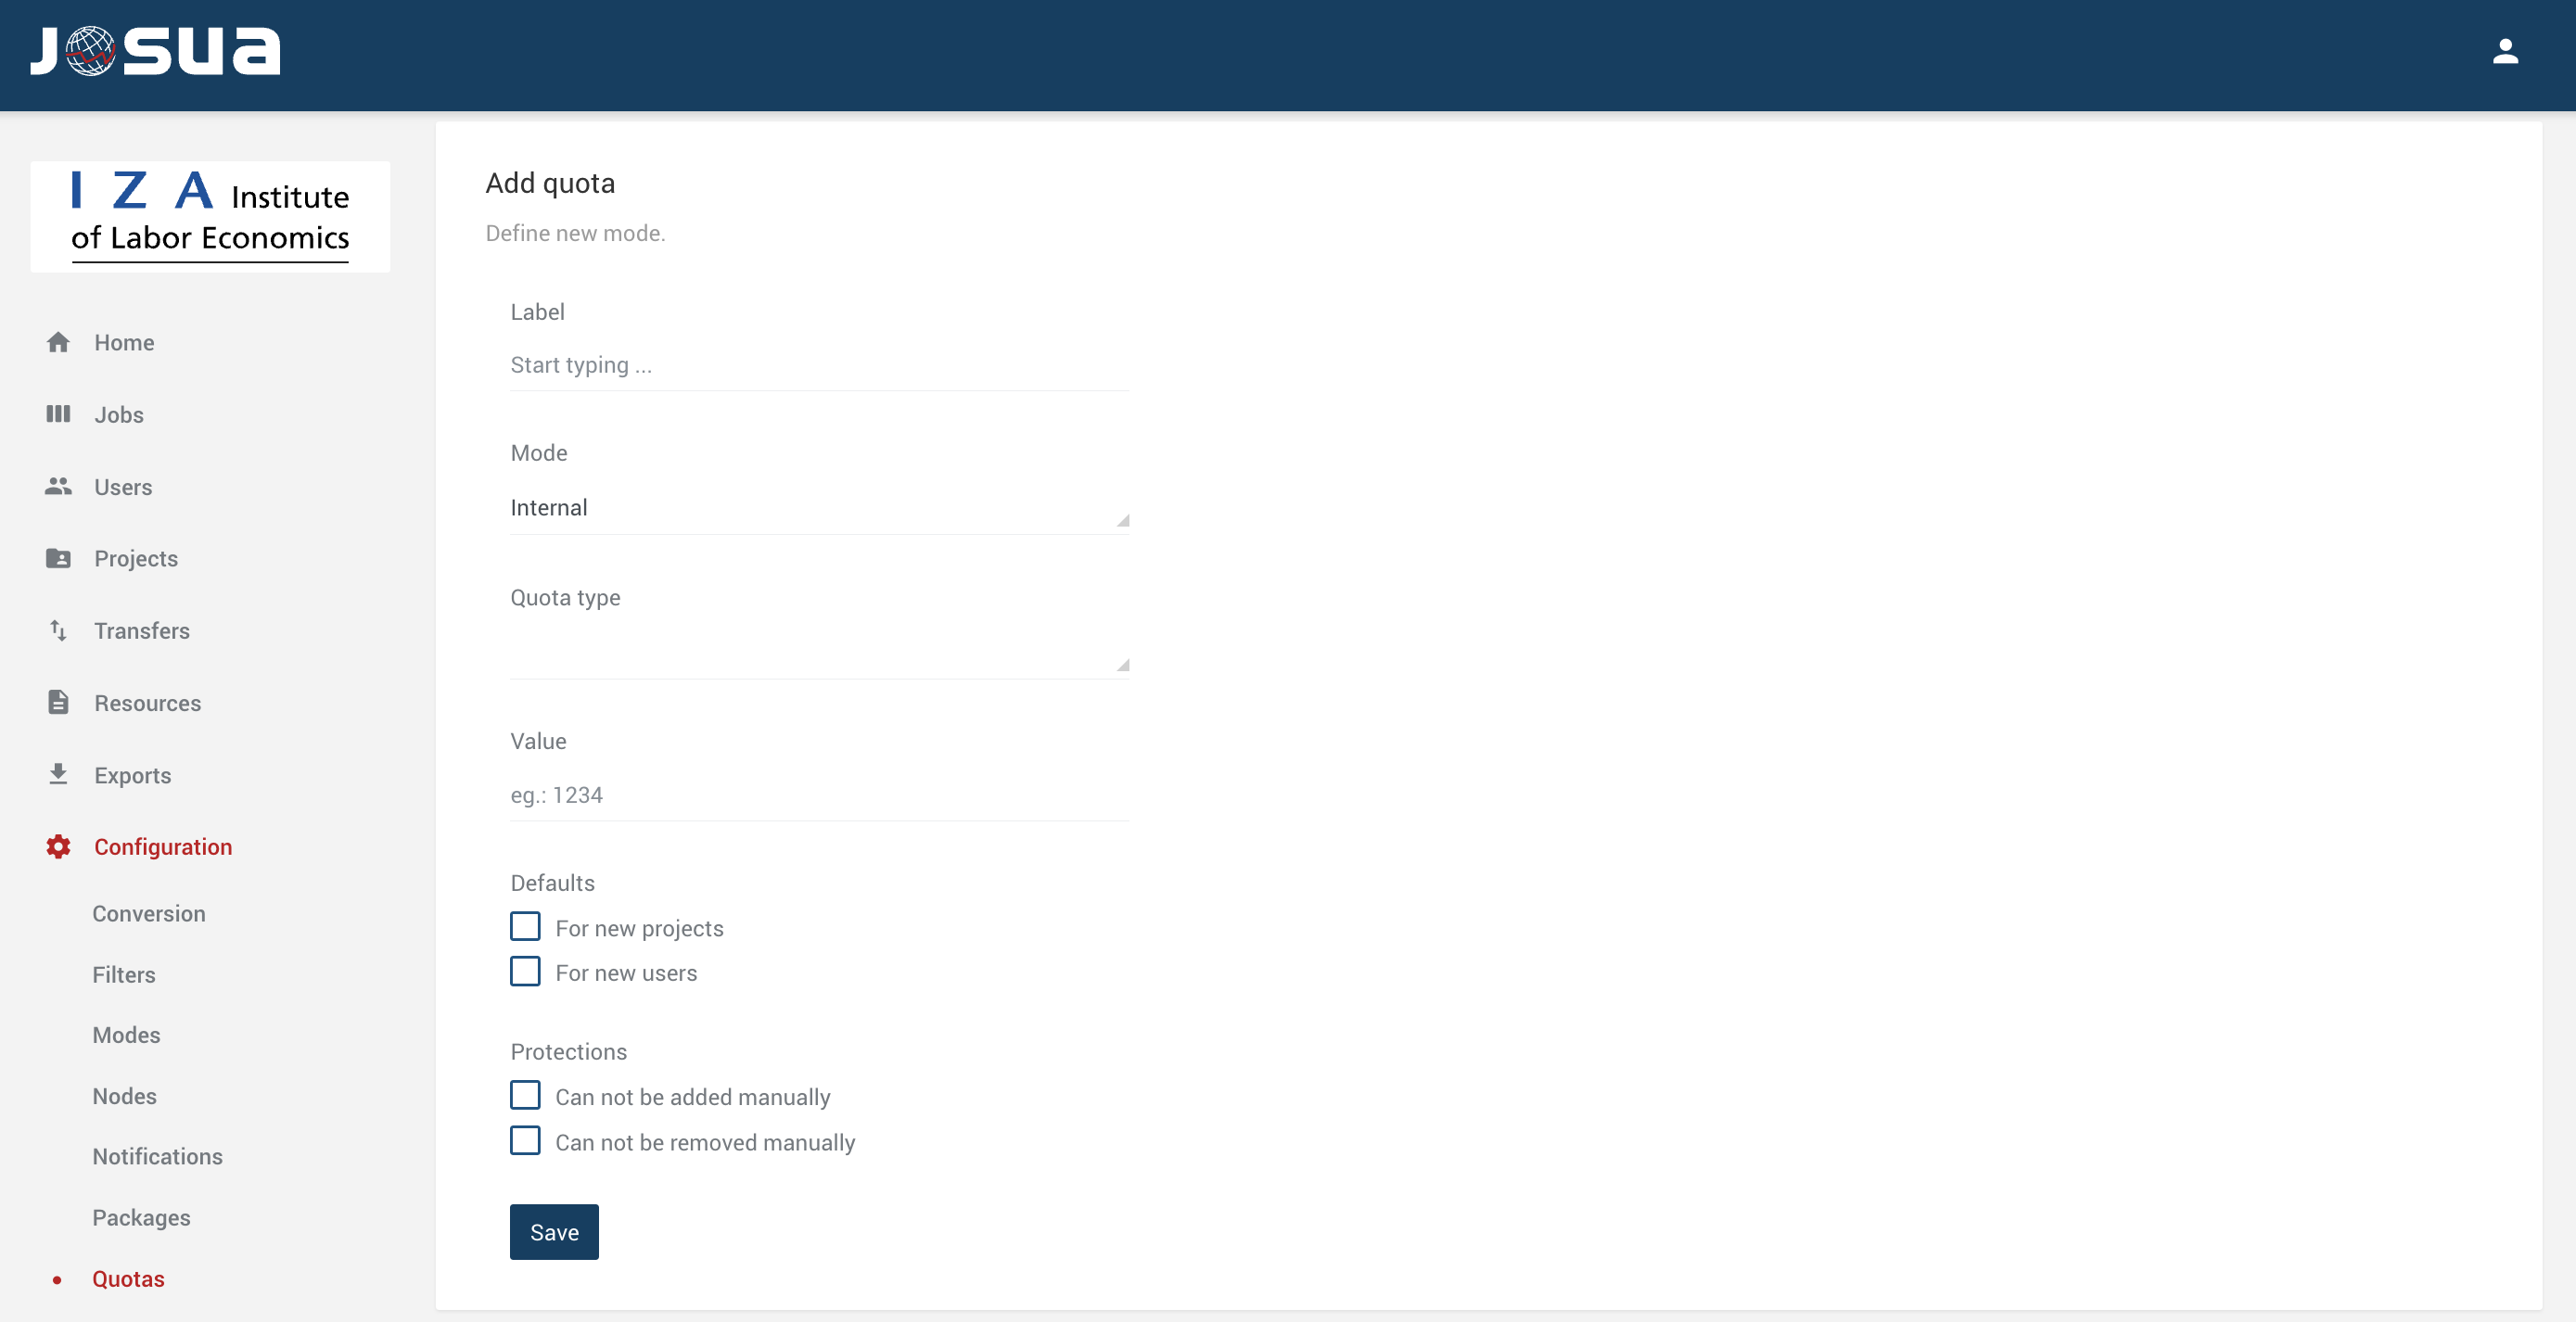 JOSUA
I Z A Institute
of Labor Economics
Home
Jobs
Users
Projects
Transfers
Resources
Exports
Configuration
Conversion
Filters
Modes
Nodes
Notifications
Packages
Quotas
Add quota
Define new mode.
Label
Start typing ...
Mode
Internal
Quota type
Value
eg.: 1234
Defaults
For new projects
For new users
Protections
Can not be added manually
Can not be removed manually
Save